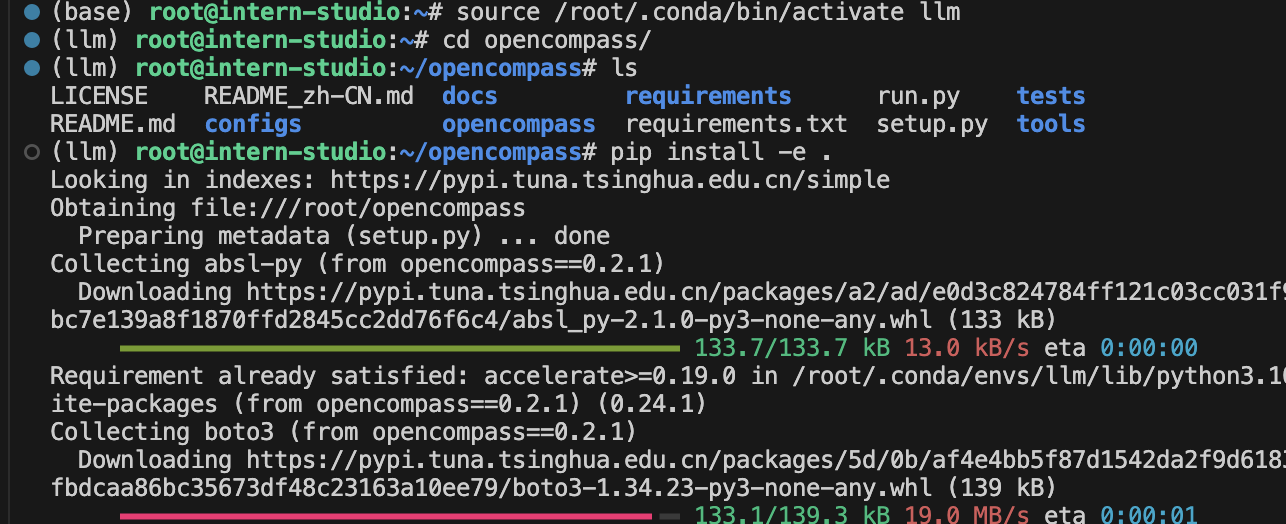 (base) root@intern-studio:~# source /root/.conda/bin/activate llm
(llm) root@intern-studio:~# cd opencompass/
(llm) root@intern-studio:~/opencompass# ls
LICENSE README_zh-CN.md docs requirements run.py tests
README.md configs opencompass requirements.txt setup.py tools
(llm) root@intern-studio:~/opencompass# pip install -e .
Looking in indexes: https://pypi.tuna.tsinghua.edu.cn/simple
Obtaining file:///root/opencompass
Preparing metadata (setup.py) ... done
Collecting absl-py (from opencompass==0.2.1)
Downloading https://pypi.tuna.tsinghua.edu.cn/packages/a2/ad/e0d3c824784ff121c03cc031f9
bc7e139a8f1870ffd2845cc2dd76f6c4/absl_py-2.1.0-py3-none-any.whl (133 kB)
133.7/133.7 kB 13.0 kB/s eta 0:00:00
Requirement already satisfied: accelerate>=0.19.0 in /root/.conda/envs/llm/lib/python3.10
ite-packages (from opencompass==0.2.1) (0.24.1)
Collecting boto3 (from opencompass==0.2.1)
Downloading https://pypi.tuna.tsinghua.edu.cn/packages/5d/0b/af4e4bb5f87d1542da2f9d6183
fbdcaa86bc35673df48c23163a10ee79/boto3-1.34.23-py3-none-any.whl (139 kB)
133.1/139.3 kB 19.0 MB/s eta 0:00:01